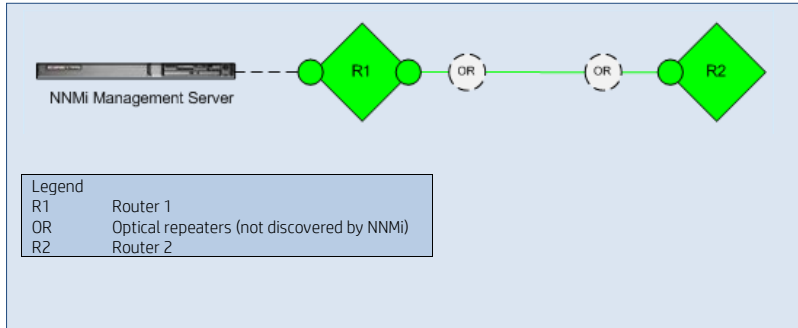 R1
OR
OR
R2
NNMi Management Server
Legend
R1 Router 1
OR Optical repeaters (not discovered by NNMi)
R2 Router 2